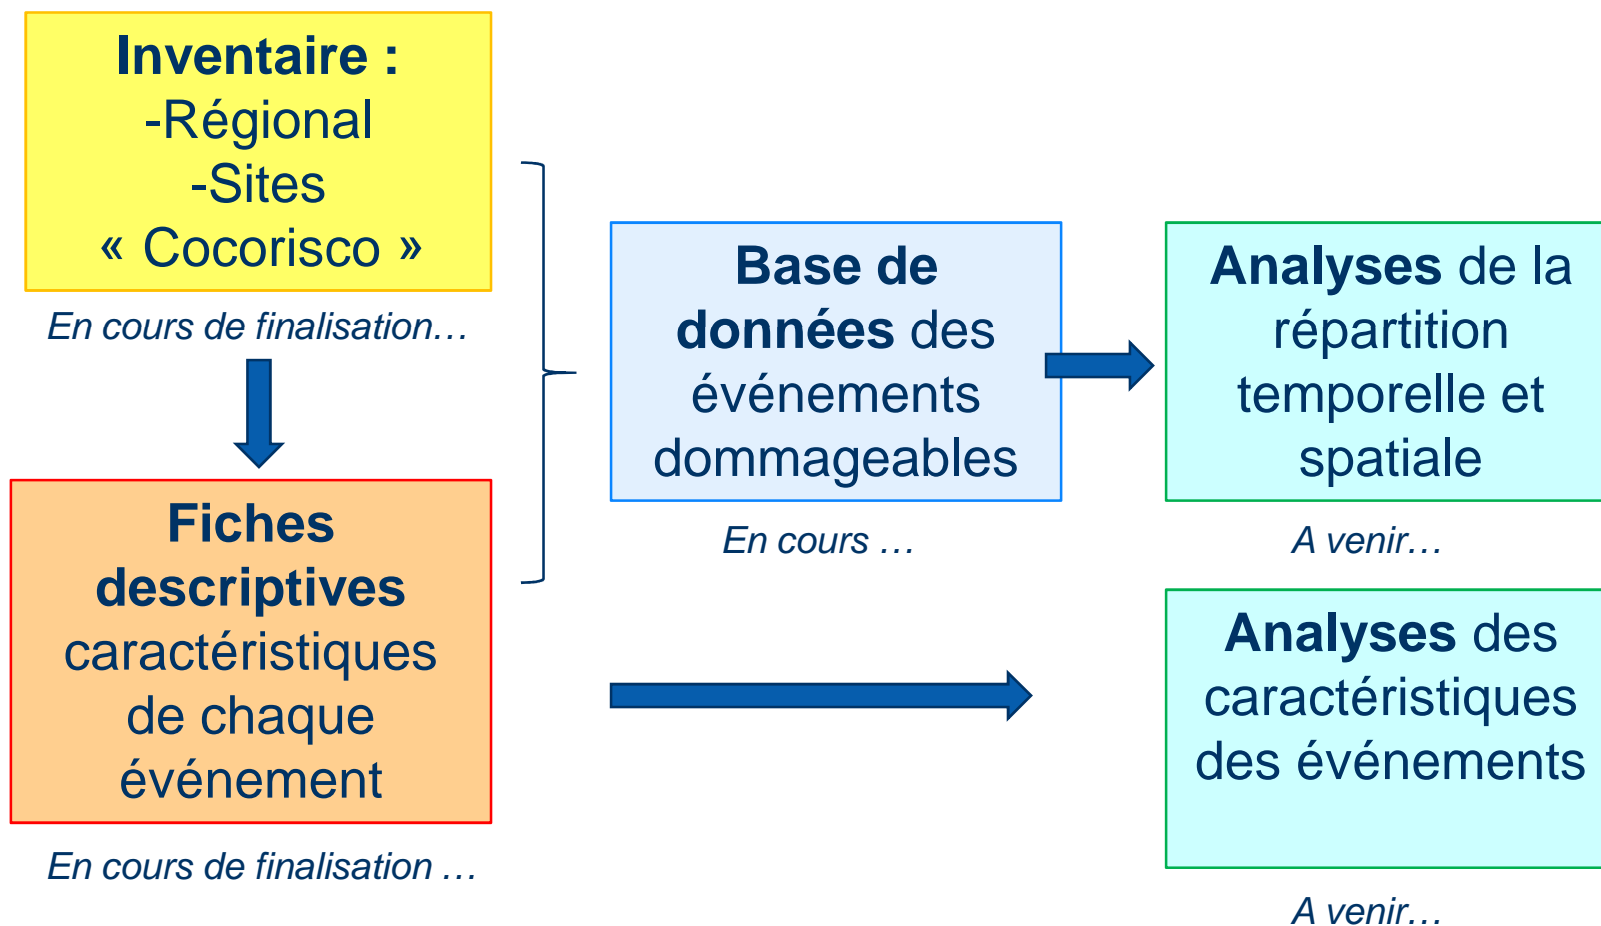 Inventaire :
-Régional
-Sites
« Cocorisco »
En cours de finalisation…
Fiches
descriptives
caractéristiques
de chaque
événement
En cours de finalisation …
Base de
données des
événements
dommageables
En cours …
Analyses de la
répartition
temporelle et
spatiale
A venir…
Analyses des
caractéristiques
des événements
A venir…